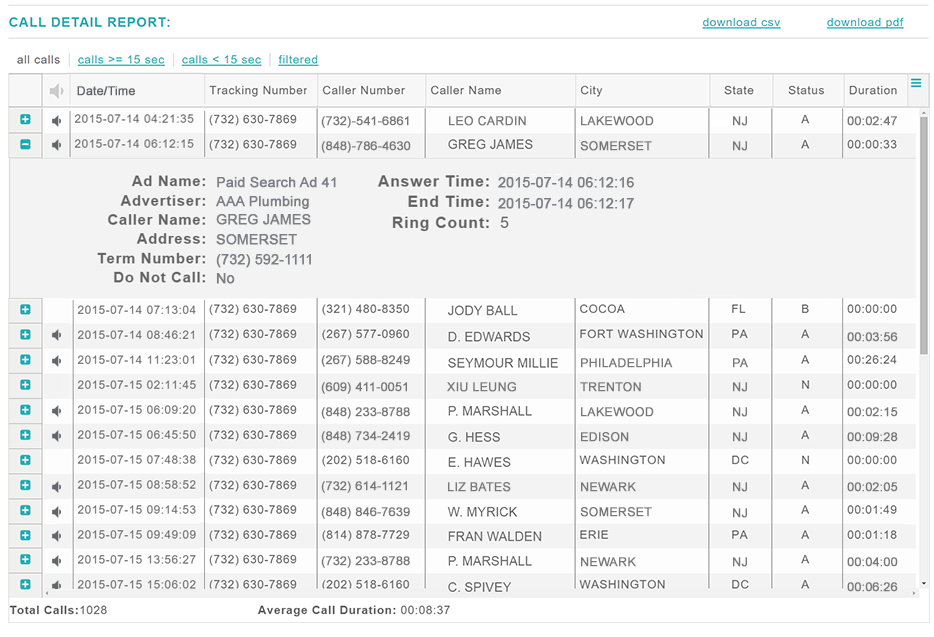 CALL DETAIL REPORT: download csv download pdf
all calls calls >= 15 sec calls < 15 sec filtered
Date/Time Tracking Number Caller Number Caller Name City State Status Duration
2015-07-14 04:21:35 (732) 630-7869 (732)-541-6861 LEO CARDIN LAKEWOOD NJ A 00:02:47
2015-07-14 06:12:15 (732) 630-7869 (848)-786-4630 GREG JAMES SOMERSET NJ A 00:00:33
Ad Name: Paid Search Ad 41 Answer Time: 2015-07-14 06:12:16
Advertiser: AAA Plumbing End Time: 2015-07-14 06:12:17
Caller Name: GREG JAMES Ring Count: 5
Address: SOMERSET
Term Number: (732) 592-1111
Do Not Call: No
2015-07-14 07:13:04 (732) 630-7869 (321) 480-8350 JODY BALL COCOA FL B 00:00:00
2015-07-14 08:46:21 (732) 630-7869 (267) 577-0960 D. EDWARDS FORT WASHINGTON PA A 00:03:56
2015-07-14 11:23:01 (732) 630-7869 (267) 588-8249 SEYMOUR MILLIE PHILADELPHIA PA A 00:26:24
2015-07-15 02:11:45 (732) 630-7869 (609) 411-0051 XIU LEUNG TRENTON NJ N 00:00:00
2015-07-15 06:09:20 (732) 630-7869 (848) 233-8788 P. MARSHALL LAKEWOOD NJ A 00:02:15
2015-07-15 06:45:50 (732) 630-7869 (848) 734-2419 G. HESS EDISON NJ A 00:09:28
2015-07-15 07:48:38 (732) 630-7869 (202) 518-6160 E. HAWES WASHINGTON DC N 00:00:00
2015-07-15 08:58:52 (732) 630-7869 (732) 614-1121 LIZ BATES NEWARK NJ A 00:02:05
2015-07-15 09:14:53 (732) 630-7869 (848) 846-7639 W. MYRICK SOMERSET NJ A 00:01:49
2015-07-15 09:49:09 (732) 630-7869 (814) 878-7729 FRAN WALDEN ERIE PA A 00:01:18
2015-07-15 13:56:27 (732) 630-7869 (732) 233-8788 P. MARSHALL NEWARK NJ A 00:04:00
2015-07-15 15:06:02 (732) 630-7869 (202) 518-6160 C. SPIVEY WASHINGTON DC A 00:06:26
Total Calls:1028 Average Call Duration: 00:08:37